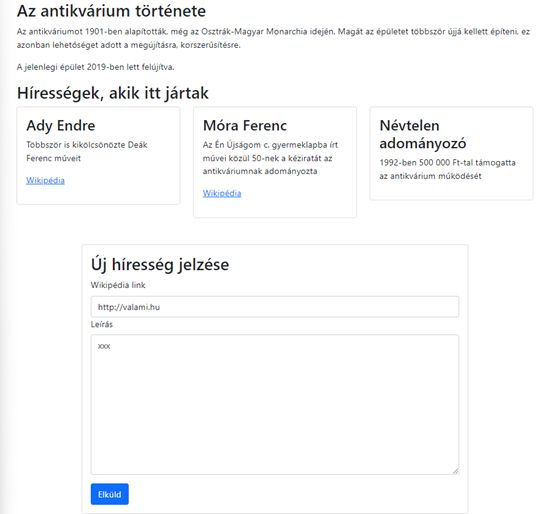 Az antikvárium története
Az antikváriumot 1901-ben alapították, még az Osztrák-Magyar Monarchia idején. Magát az épületet többször újjá kellett építeni, ez
azonban lehetőséget adott a megújításra, korszerűsítésre.
A jelenlegi épület 2019-ben lett felújítva.
Hírességek, akik itt jártak
Ady Endre
Többször is kikölcsönözte Deák
Ferenc műveit
Wikipédia
Móra Ferenc
Az Én Újságom c. gyermeklapba írt
művei közül 50-nek a kéziratát az
antikváriumnak adományozta
Wikipédia
Névtelen
adományozó
1992-ben 500 000 Ft-tal támogatta
az antikvárium működését
Új híresség jelzése
Wikipédia link
http://valami.hu
Leírás
xxx
Elküld